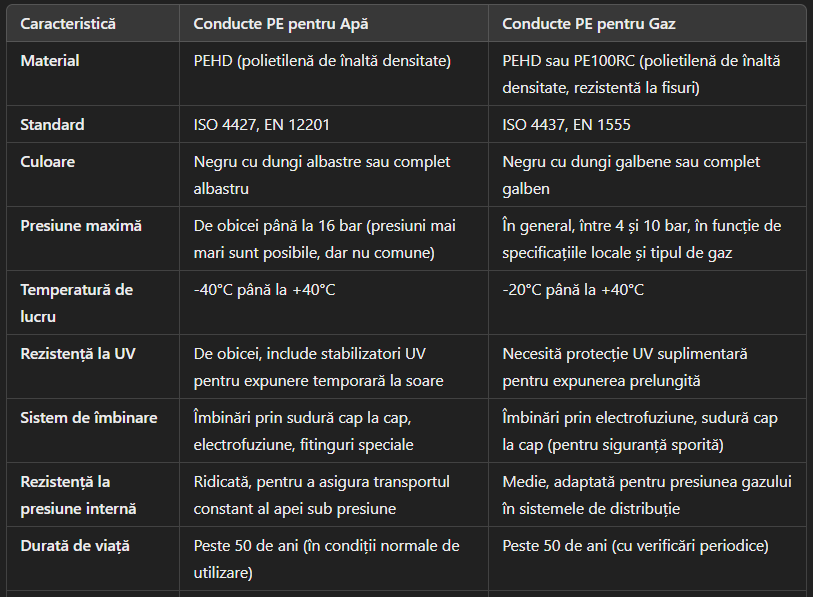 Caracteristică
Conducte PE pentru Apă
Conducte PE pentru Gaz
Material
PEHD (polietilenă de înaltă densitate)
PEHD sau PE100RC (polietilenă de înaltă
densitate, rezistentă la fisuri)
Standard
ISO 4427, EN 12201
ISO 4437, EN 1555
Culoare
Negru cu dungi albastre sau complet
albastru
Negru cu dungi galbene sau complet
galben
Presiune maximă
De obicei până la 16 bar (presiuni mai
mari sunt posibile, dar nu comune)
În general, între 4 și 10 bar, în funcție de
specificațiile locale și tipul de gaz
Temperatură de
lucru
-40°C până la +40°C
-20°C până la +40°C
Rezistență la UV
De obicei, include stabilizatori UV
pentru expunere temporară la soare
Necesită protecție UV suplimentară
pentru expunerea prelungită
Sistem de îmbinare
Îmbinări prin sudură cap la cap,
electrofuziune, fitinguri speciale
Îmbinări prin electrofuziune, sudură cap
la cap (pentru siguranță sporită)
Rezistență la
presiune internă
Ridicată, pentru a asigura transportul
constant al apei sub presiune
Medie, adaptată pentru presiunea gazului
în sistemele de distribuție
Durată de viață
Peste 50 de ani (în condiții normale de
utilizare)
Peste 50 de ani (cu verificări periodice)